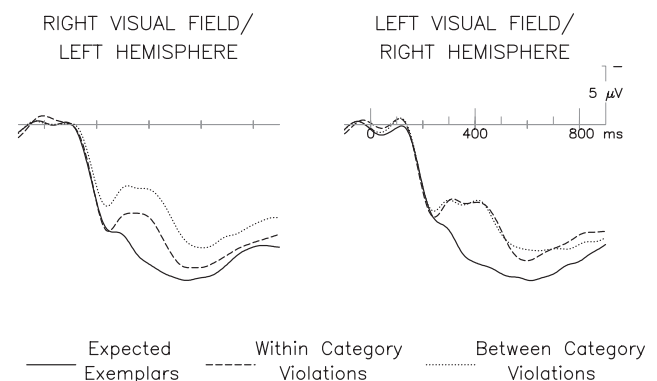 RIGHT VISUAL FIELD/
LEFT HEMISPHERE
LEFT VISUAL FIELD/
RIGHT HEMISPHERE
5 μV
0 400 800 ms
Expected
Exemplars
Within Category
Violations
Between Category
Violations